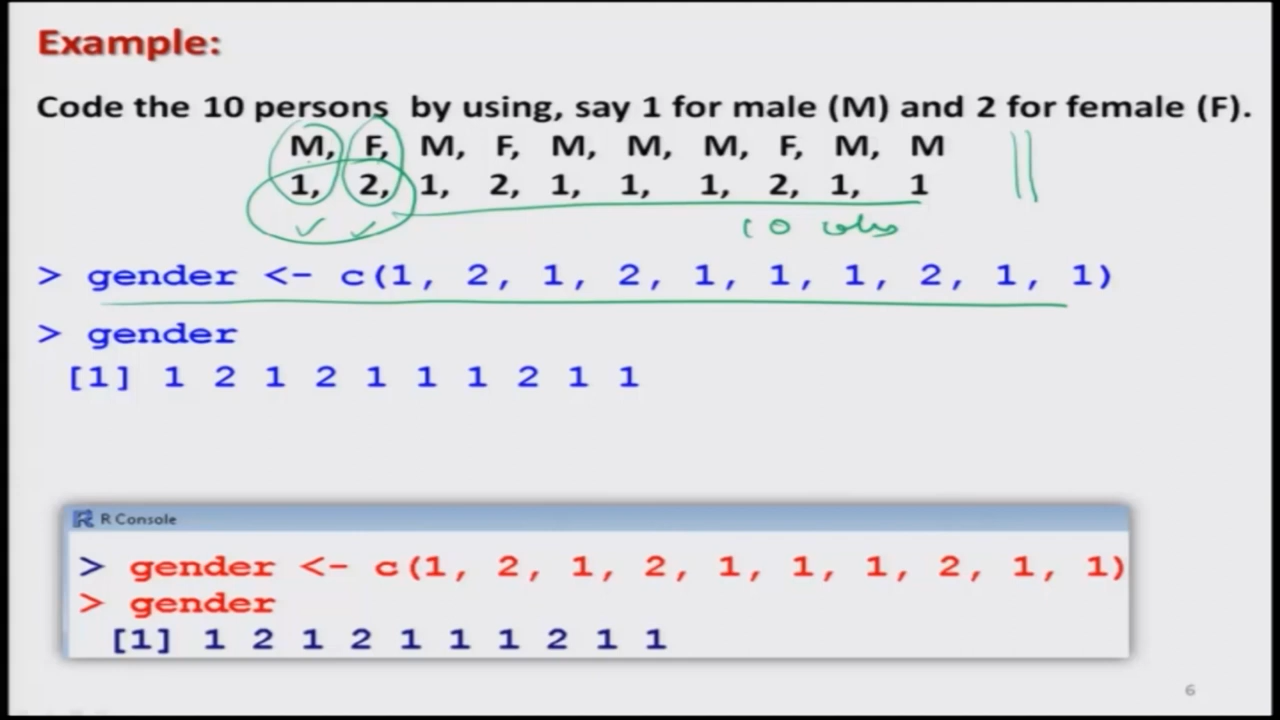 Example:
Code the 10 persons by using, say 1 for male (M) and 2 for female (F).
M, F, M, F, M, M, M, F, M, M
1, 2, 1, 2, 1, 1, 1, 2, 1, 1
10 obs
> gender <- c(1, 2, 1, 2, 1, 1, 1, 2, 1, 1)
> gender
[1] 1 2 1 2 1 1 1 2 1 1
R Console
> gender <- c(1, 2, 1, 2, 1, 1, 1, 2, 1, 1)
> gender
[1] 1 2 1 2 1 1 1 2 1 1
6